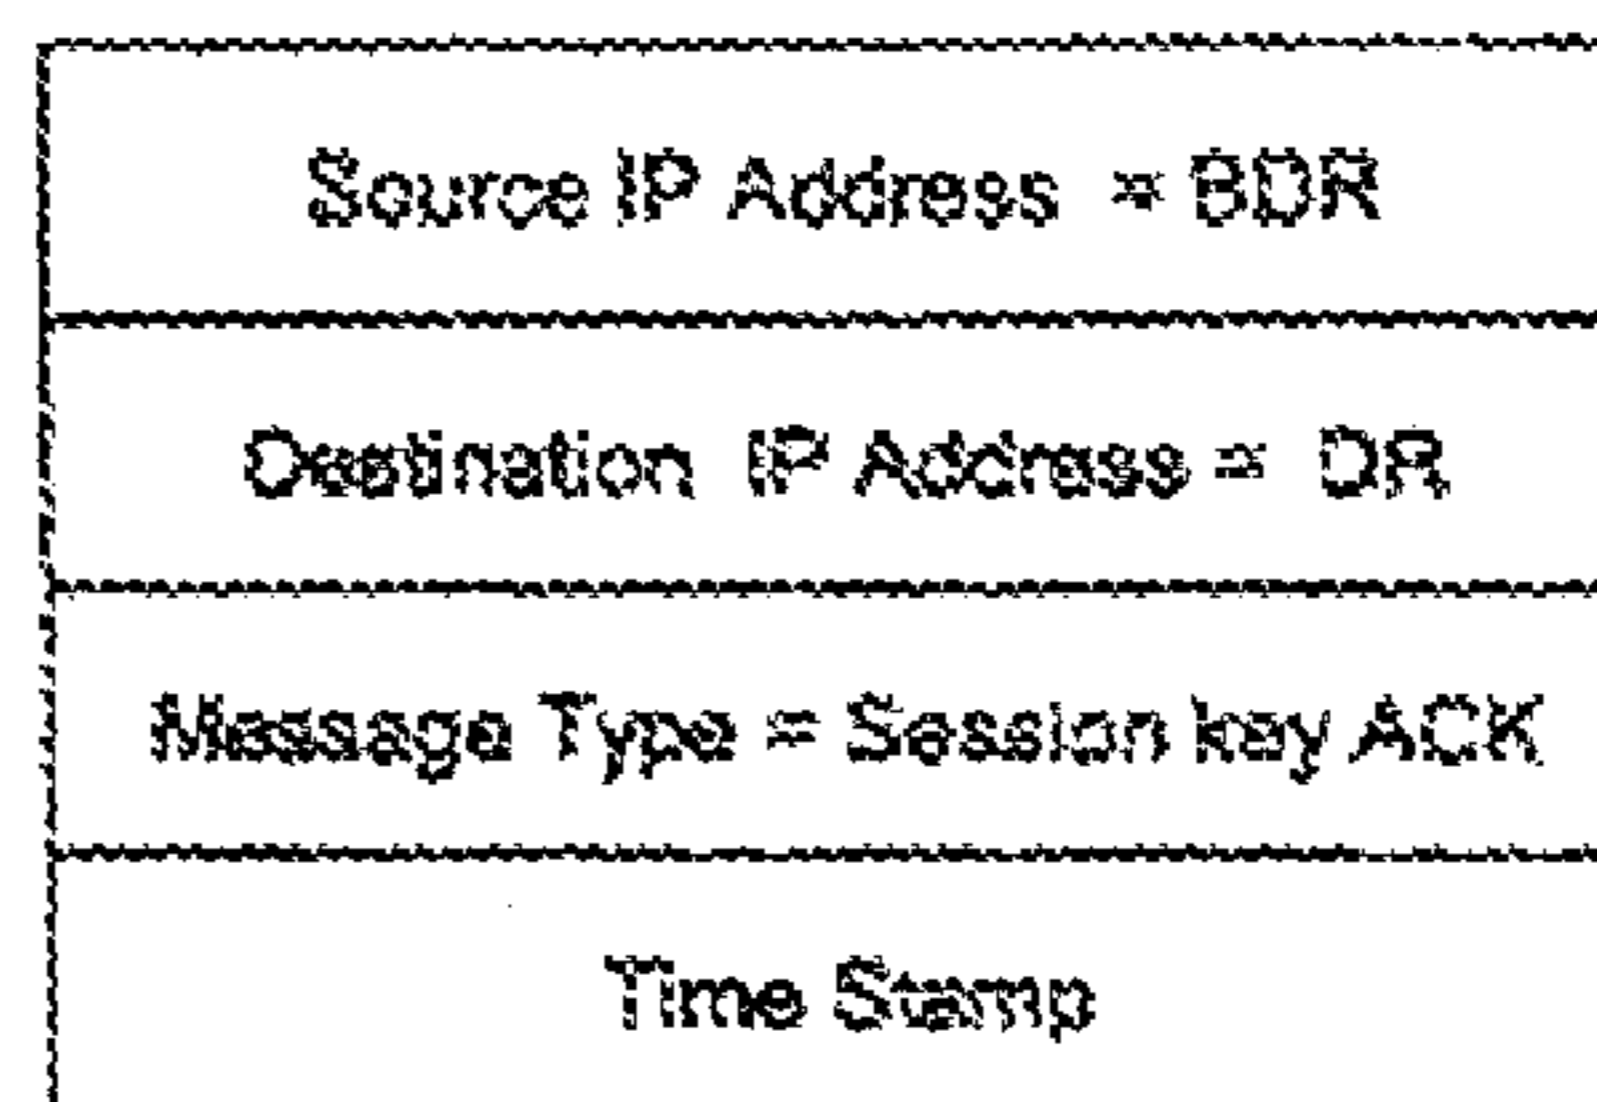 Source IP Address = BDR
Destination IP Address = DR
Message Type = Session key ACK
Time Stamp